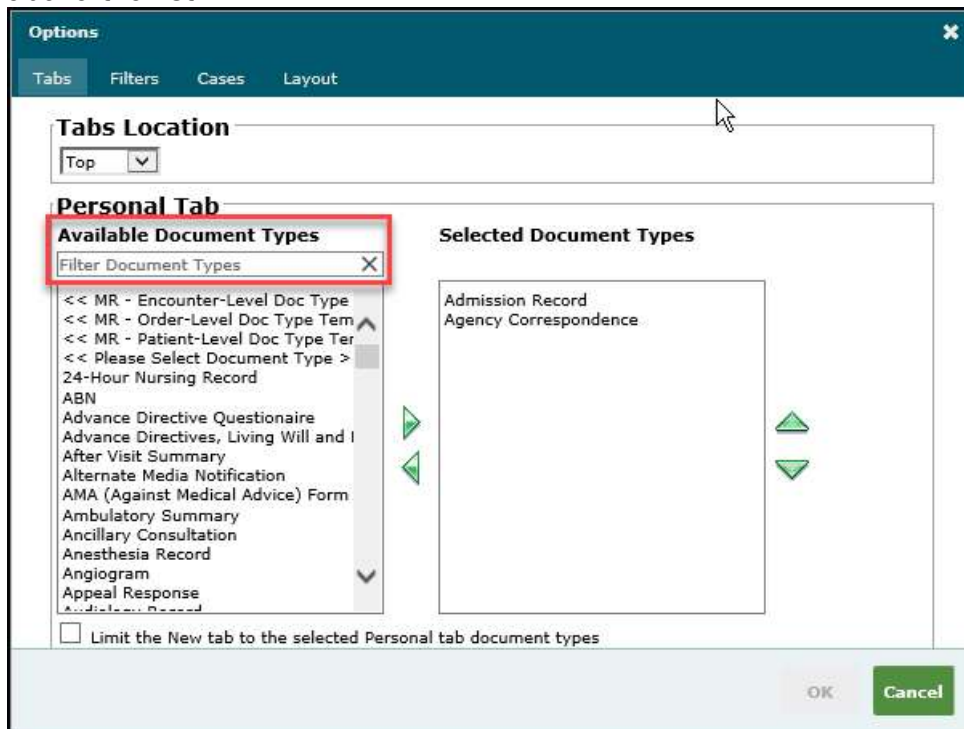 Options
Tabs Filters Cases Layout
Tabs Location
Top
Personal Tab
Available Document Types
Selected Document Types
Filter Document Types
<< MR - Encounter-Level Doc Type
<< MR - Order-Level Doc Type Tem
<< MR - Patient-Level Doc Type Ter
<< Please Select Document Type >
24-Hour Nursing Record
ABN
Advance Directive Questionaire
Advance Directives, Living Will and
After Visit Summary
Alternate Media Notification
AMA (Against Medical Advice) Form
Ambulatory Summary
Ancillary Consultation
Anesthesia Record
Angiogram
Appeal Response
Admission Record
Agency Correspondence
Limit the New tab to the selected Personal tab document types
OK Cancel